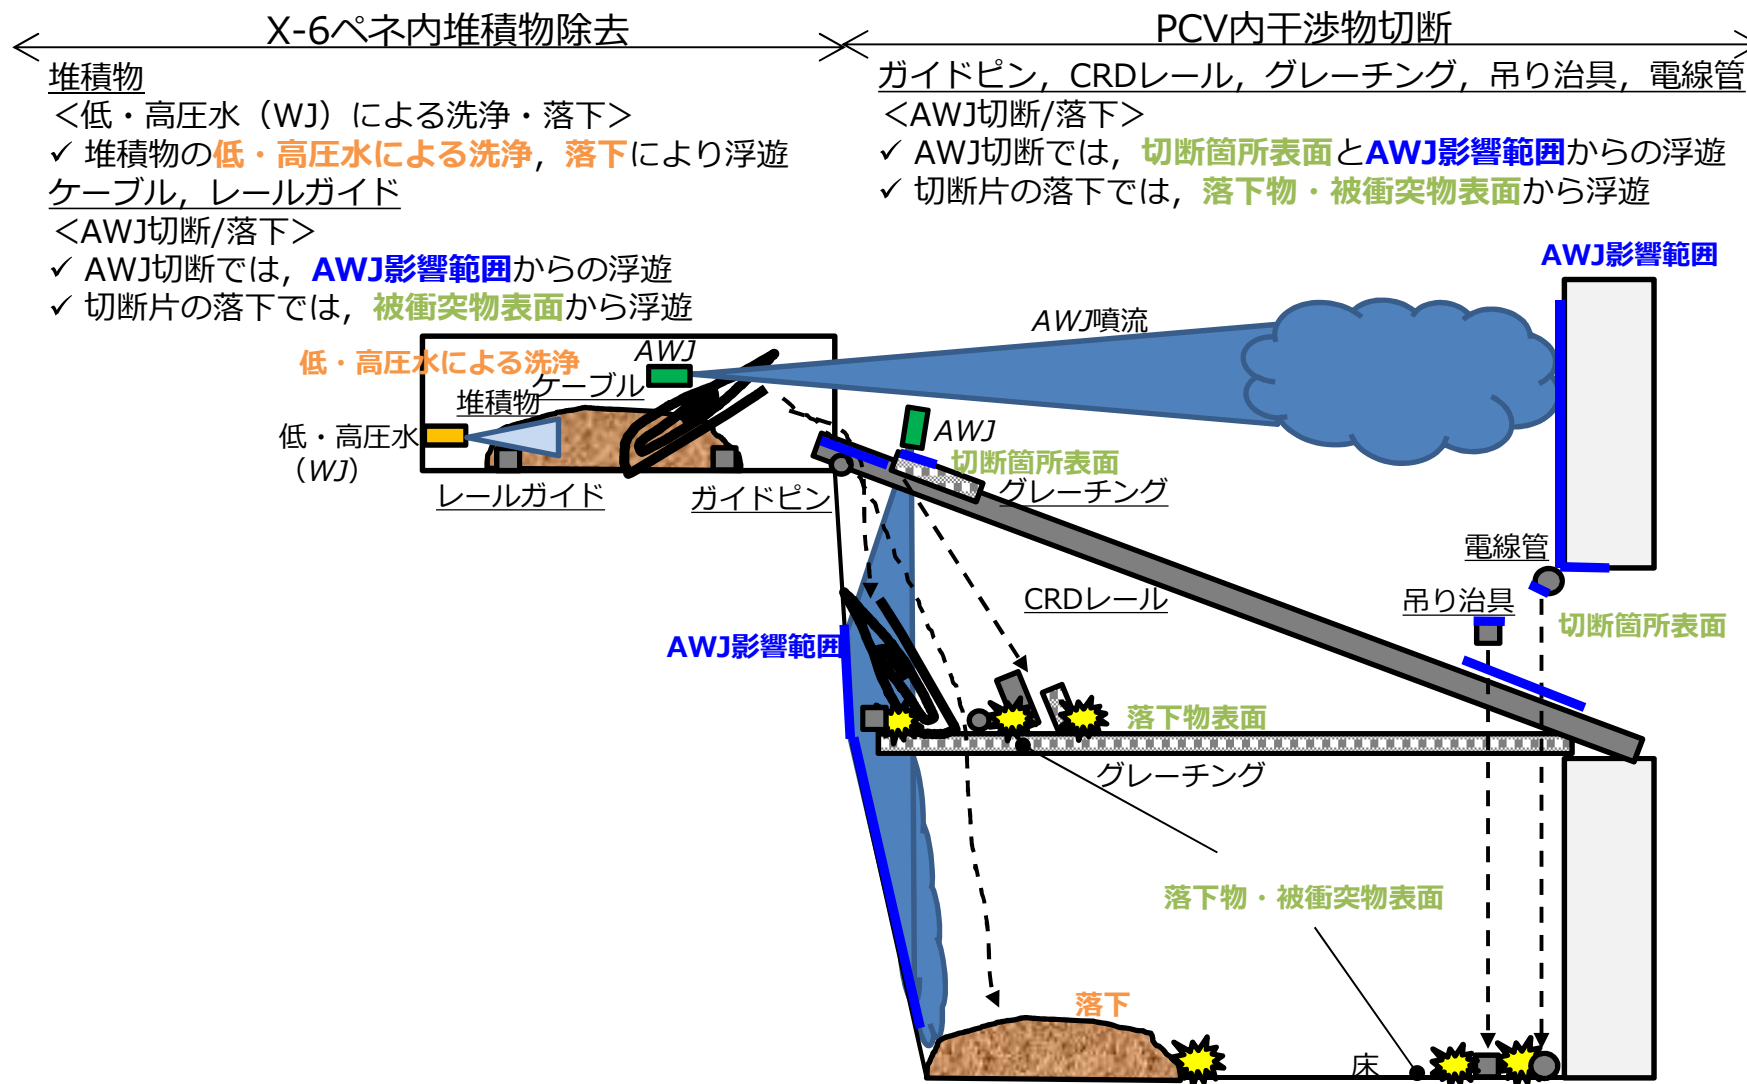 X-6ペネ内堆積物除去
PCV内干渉物切断
堆積物
＜低・高圧水（WJ）による洗浄・落下＞
✓ 堆積物の低・高圧水による洗浄，落下により浮遊
ケーブル，レールガイド
＜AWJ切断/落下＞
✓ AWJ切断では，AWJ影響範囲からの浮遊
✓ 切断片の落下では，被衝突物表面から浮遊
ガイドピン，CRDレール，グレーチング，吊り治具，電線管
＜AWJ切断/落下＞
✓ AWJ切断では，切断箇所表面とAWJ影響範囲からの浮遊
✓ 切断片の落下では，落下物・被衝突物表面から浮遊
AWJ影響範囲
AWJ噴流
低・高圧水による洗浄
AWJ
ケーブル
堆積物
低・高圧水
（WJ）
AWJ
切断箇所表面
グレーチング
レールガイド
ガイドピン
電線管
CRDレール
吊り治具
切断箇所表面
AWJ影響範囲
落下物表面
グレーチング
落下物・被衝突物表面
落下
床